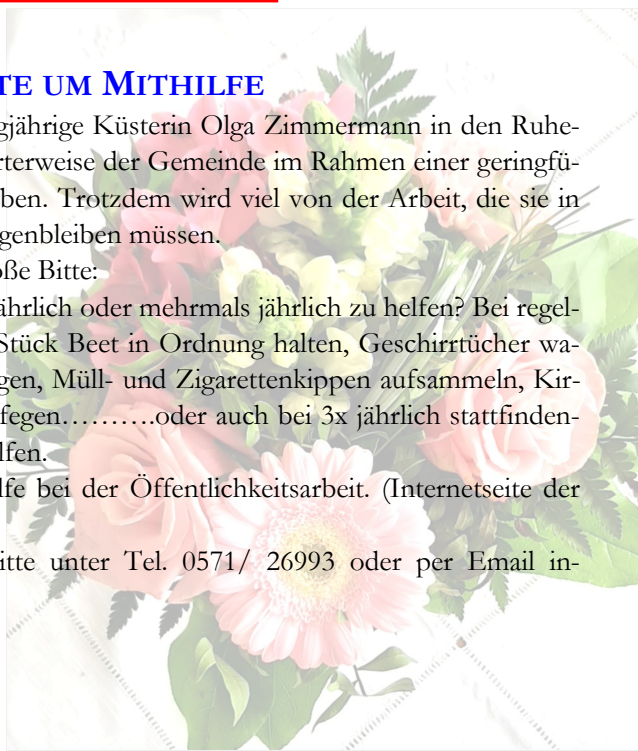 TE UM MITHILFE
gjährige Küsterin Olga Zimmermann in den Ruhe-
rterweise der Gemeinde im Rahmen einer geringfü-
ben. Trotzdem wird viel von der Arbeit, die sie in
genbleiben müssen.
oße Bitte:
ährlich oder mehrmals jährlich zu helfen? Bei regel-
Stück Beet in Ordnung halten, Geschirrtücher wa-
gen, Müll- und Zigarettenkippen aufsammeln, Kir-
fegen……….oder auch bei 3x jährlich stattfinden-
lfen.
lfe bei der Öffentlichkeitsarbeit. (Internetseite der
itte unter Tel. 0571/ 26993 oder per Email in-